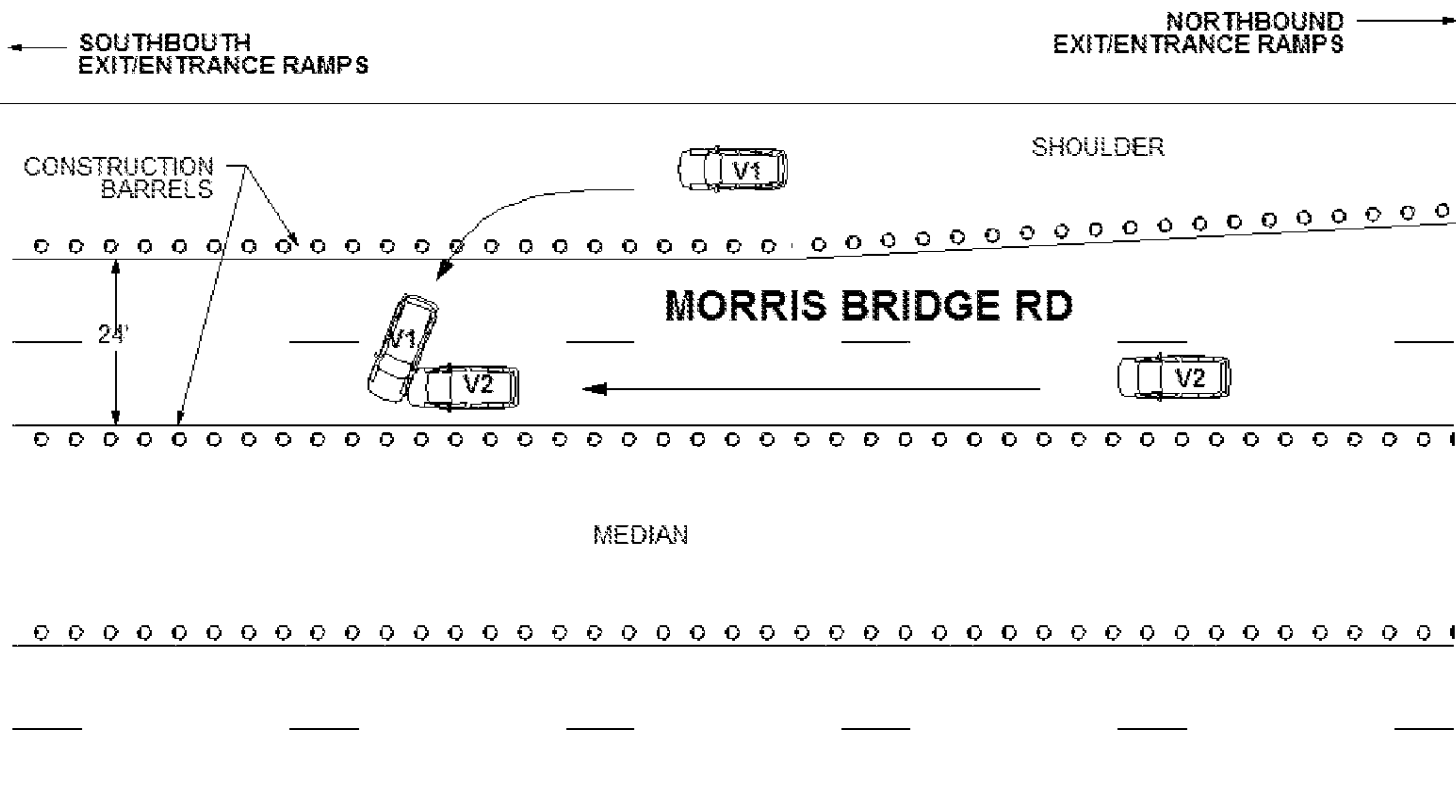 SOUTHBOUTH
EXIT/ENTRANCE RAMPS
NORTHBOUND
EXIT/ENTRANCE RAMPS
SHOULDER
CONSTRUCTION
BARRELS
V1
MORRIS BRIDGE RD
24'
V1
V2
V2
MEDIAN